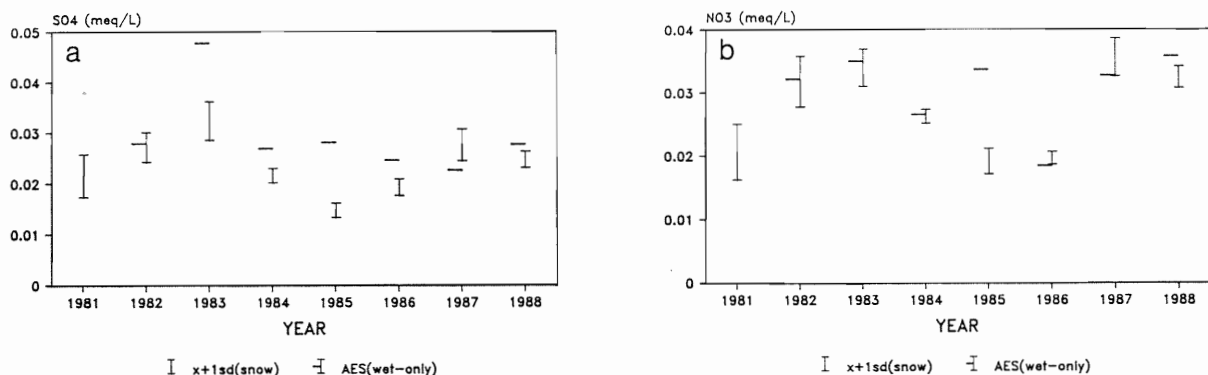 SO4 (meq/L)
a
0.05
0.04
0.03
0.02
0.01
0
1981 1982 1983 1984 1985 1986 1987 1988
YEAR
x+1sd(snow) AES(wet-only)
NO3 (meq/L)
b
0.04
0.03
0.02
0.01
0
1981 1982 1983 1984 1985 1986 1987 1988
YEAR
x+1sd(snow) AES(wet-only)